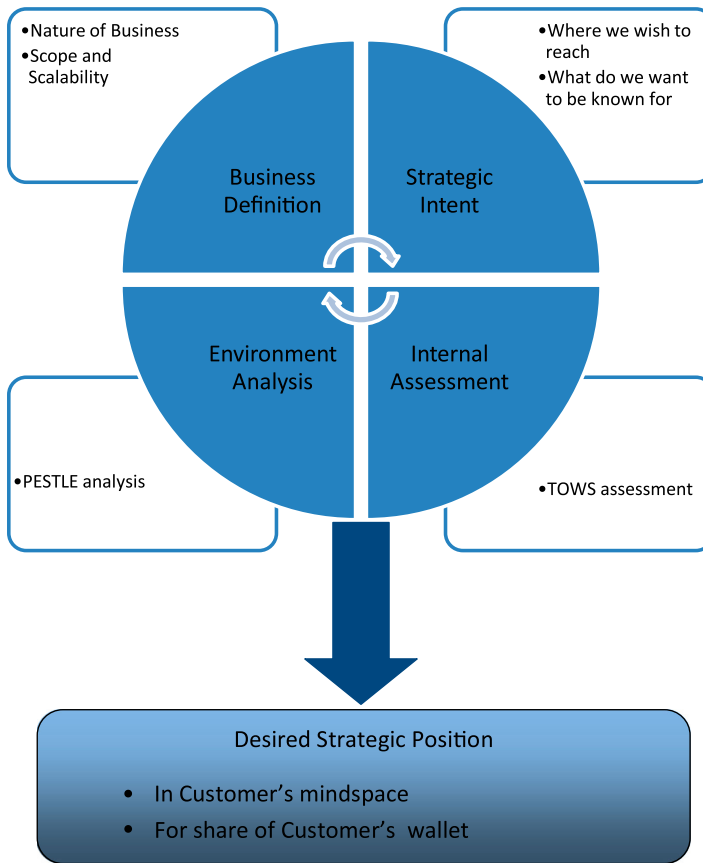 •Nature of Business
•Scope and
Scalability
•Where we wish to
reach
•What do we want
to be known for
Business
Definition
Strategic
Intent
Environment
Analysis
Internal
Assessment
•PESTLE analysis
•TOWS assessment
Desired Strategic Position
• In Customer’s mindspace
• For share of Customer’s wallet